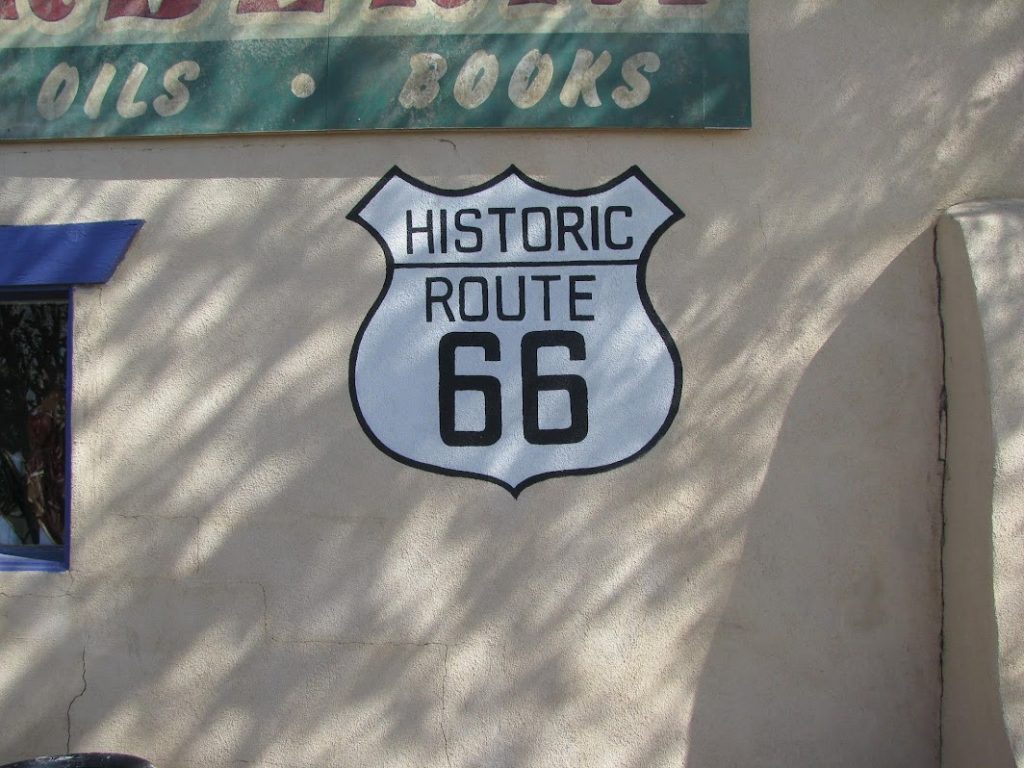 OILS • BOOKS
HISTORIC
ROUTE
66